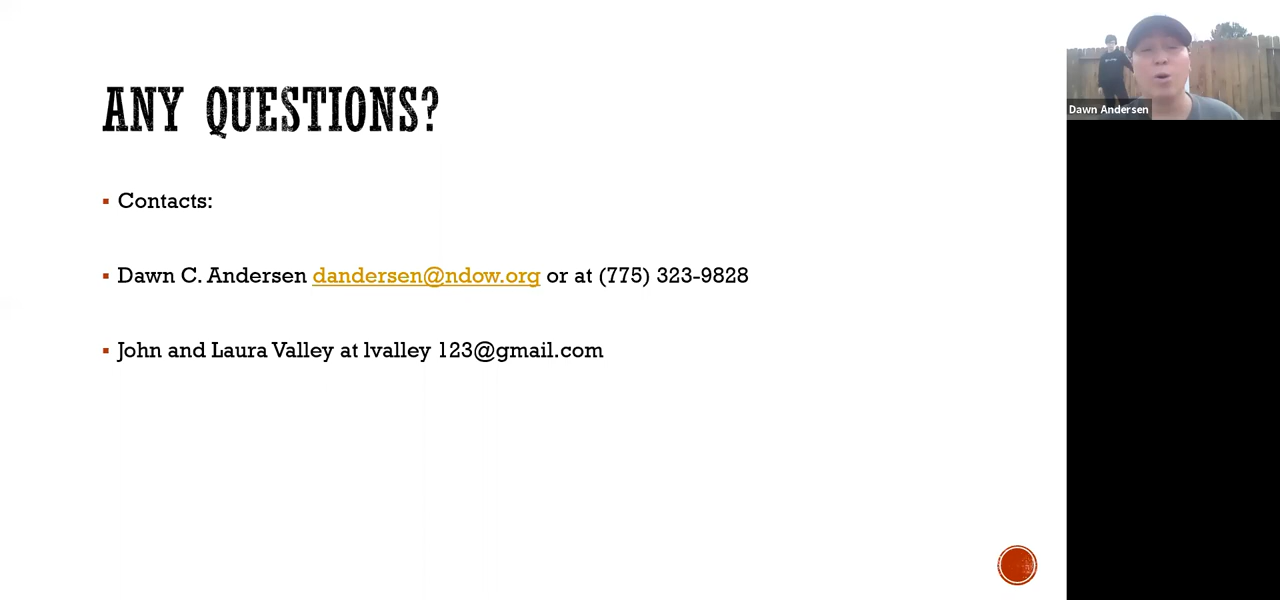 ANY QUESTIONS?
Contacts:
Dawn C. Andersen dandersen@ndow.org or at (775) 323-9828
John and Laura Valley at lvalley 123@gmail.com
Dawn Andersen